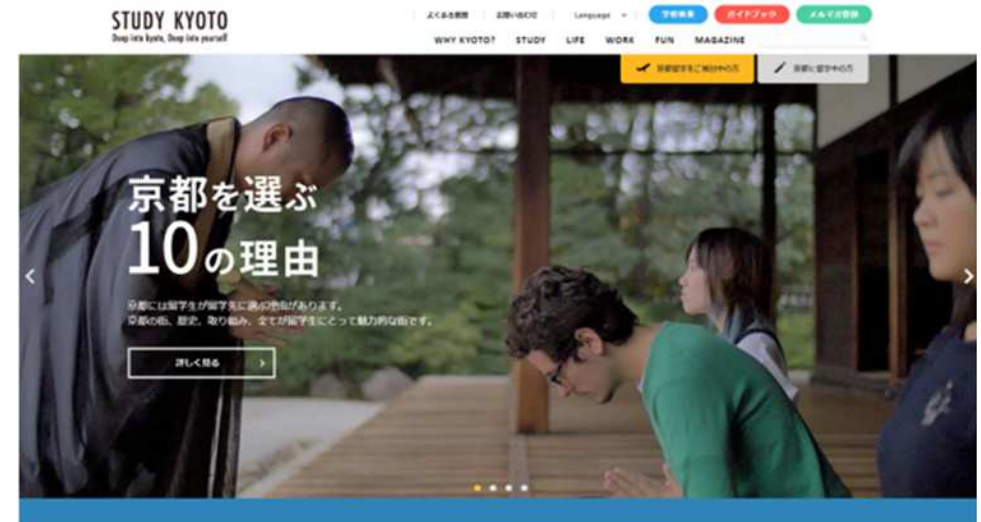 STUDY KYOTO
Deep into kyoto, Deep into yourself
よくある質問
お問い合わせ
Language
学校検索
ガイドブック
メルマガ登録
WHY KYOTO?
STUDY
LIFE
WORK
FUN
MAGAZINE
京都留学をご検討中の方
京都に留学中の方
京都を選ぶ
10の理由
京都には留学生が留学先に選ぶ理由があります。
京都の街、歴史、取り組み、全てが留学生にとって魅力的な街です。
詳しく見る